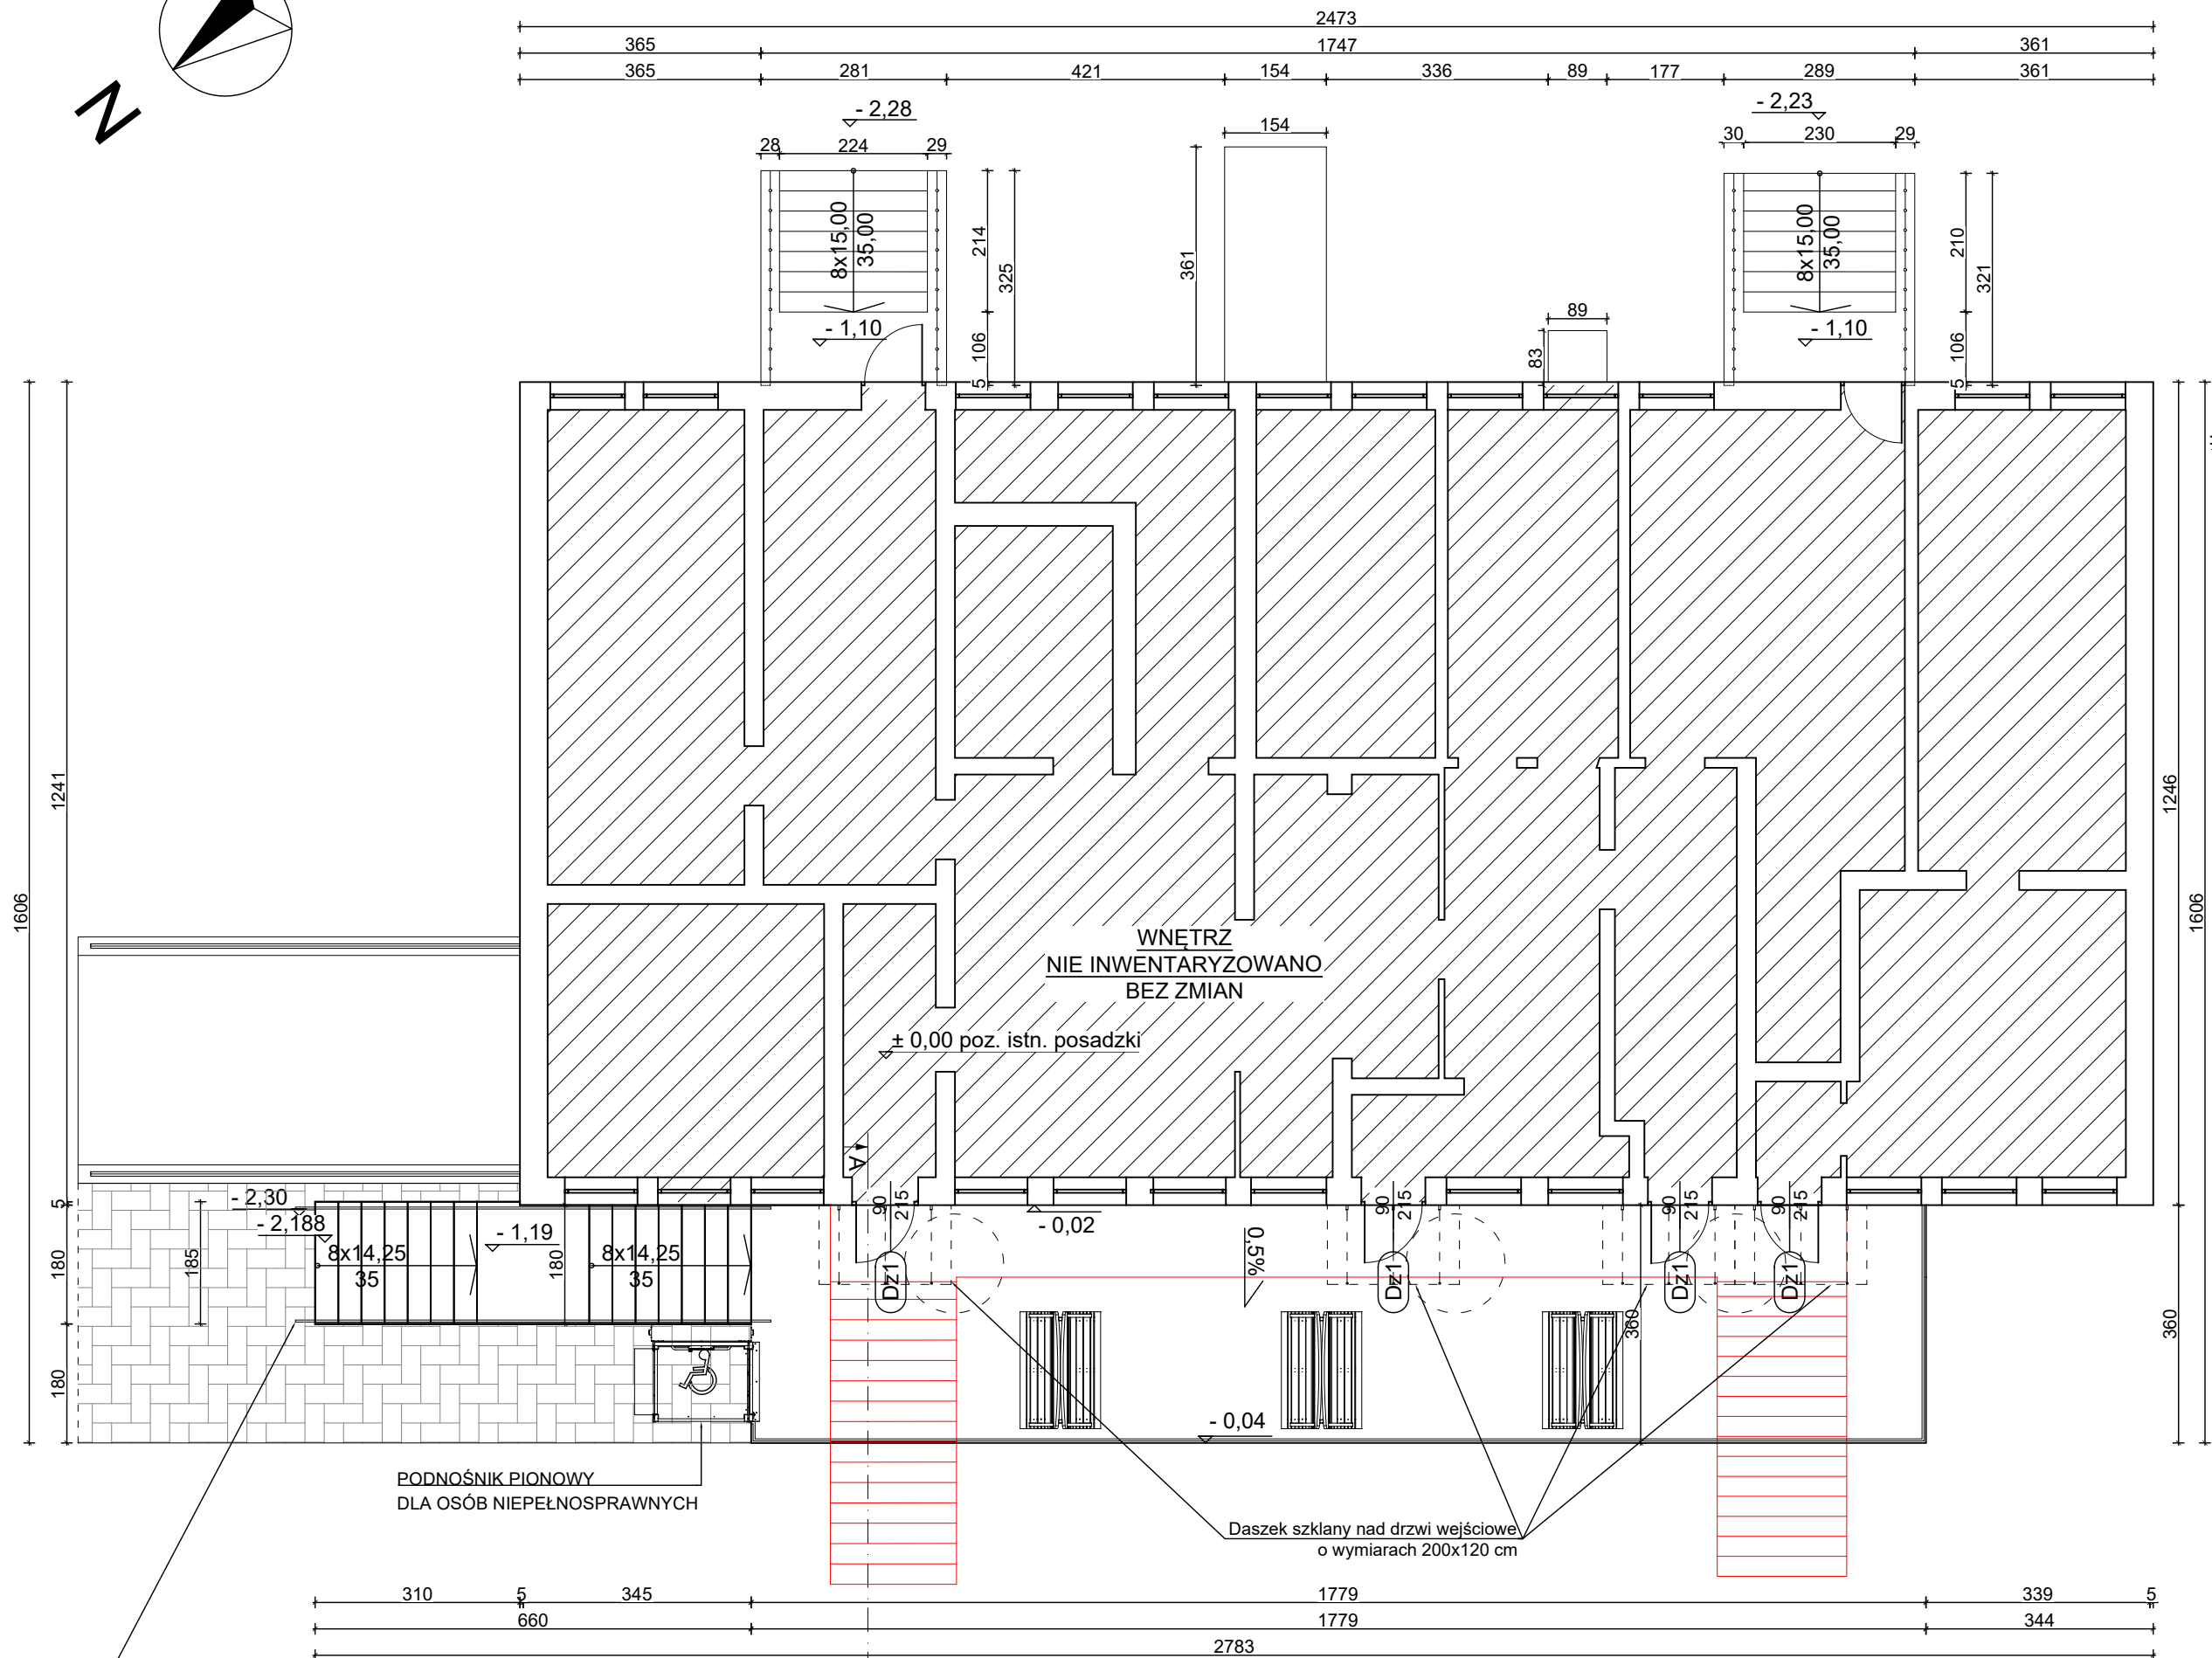 N
2473
365 1747 361
365 281 421 154 336 89 177 289 361
- 2,28
- 2,23
28 224 29
154
30 230 29
8x15,00
35,00
214
325
106
5
361
8x15,00
35,00
210
321
106
5
- 1,10
89
83
- 1,10
1241
1606
1246
1606
WNĘTRZ
NIE INWENTARYZOWANO
BEZ ZMIAN
± 0,00 poz. istn. posadzki
A
5
180
180
- 2,30
- 2,188
185
8x14,25
35
- 1,19
180
8x14,25
35
90
215
Dz1
- 0,02
0,5%
90
215
Dz1
90
215
Dz1
90
245
Dz1
360
360
- 0,04
PODNOŚNIK PIONOWY
DLA OSÓB NIEPEŁNOSPRAWNYCH
Daszek szklany nad drzwi wejściowe
o wymiarach 200x120 cm
310 5 345 1779 339 5
660 1779 344
2783